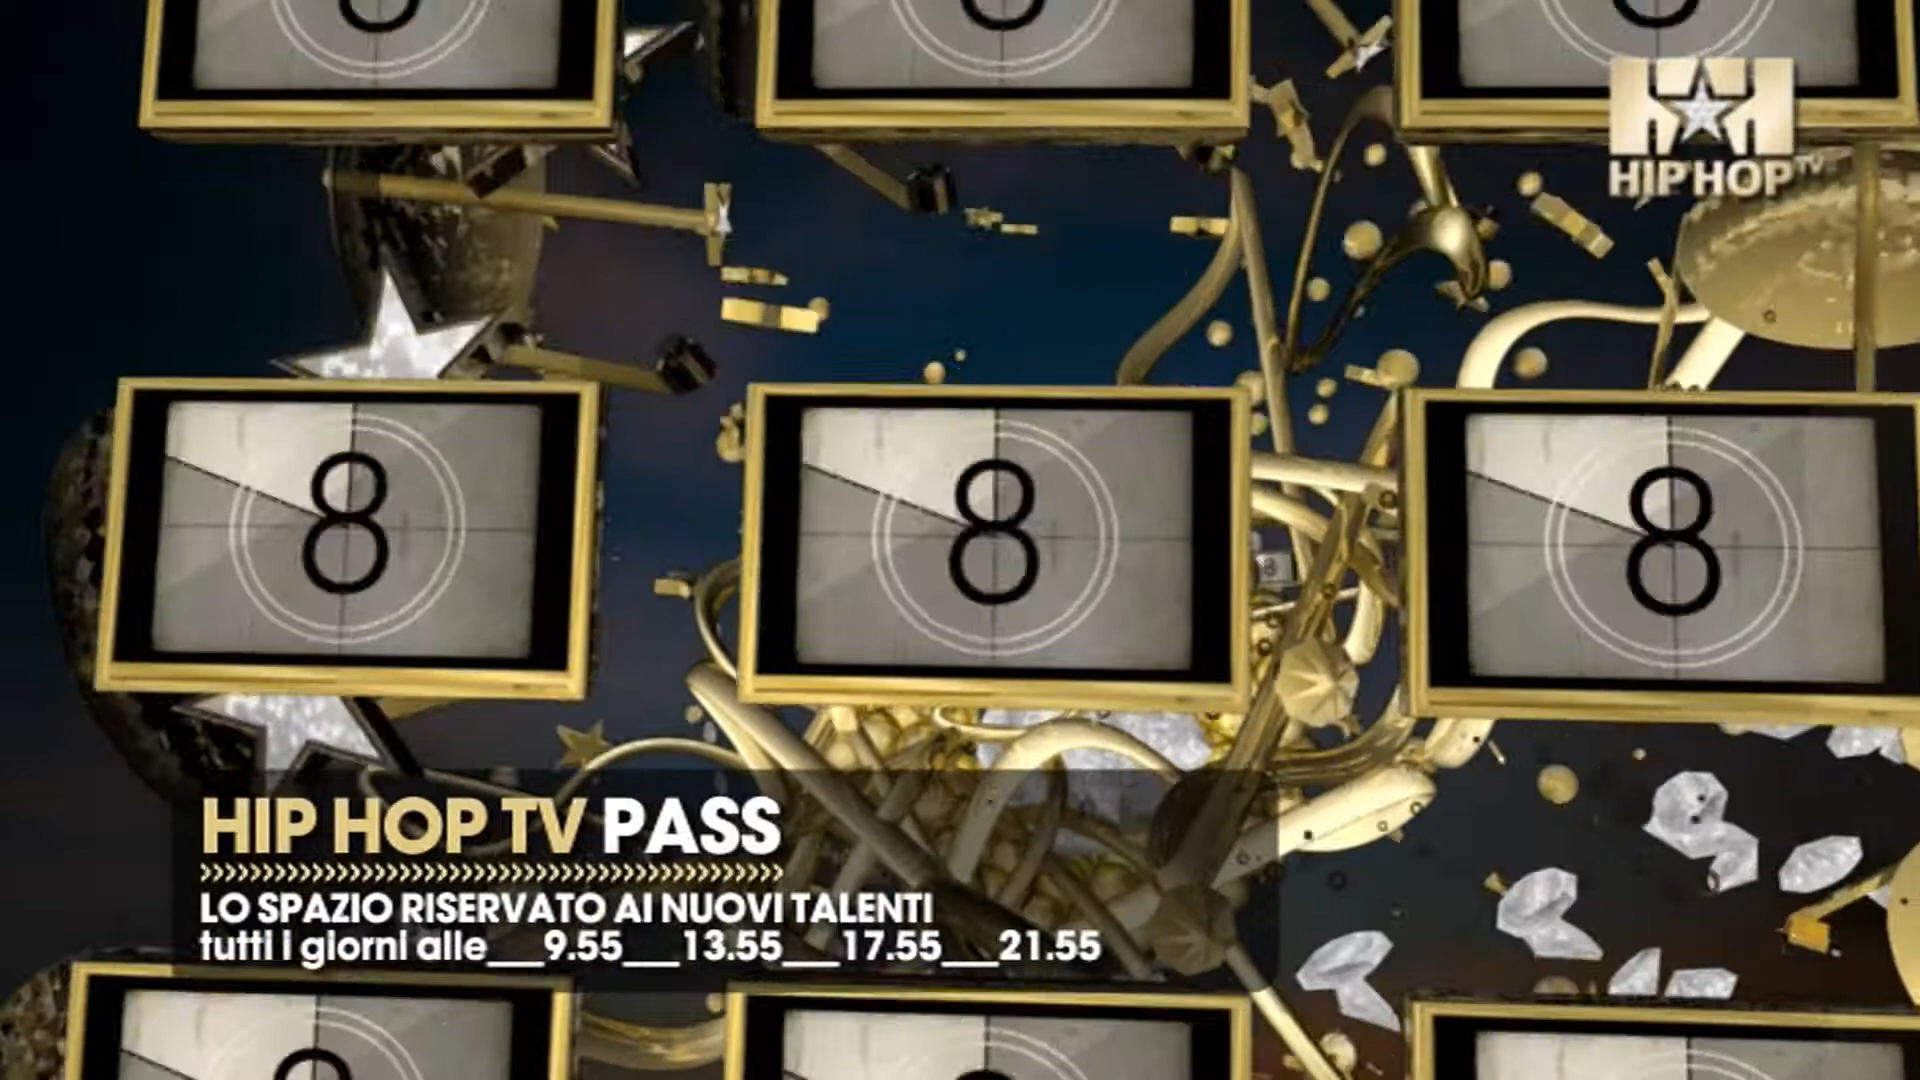 HIP HOP TV
8 8 8
8
HIP HOP TV PASS
LO SPAZIO RISERVATO AI NUOVI TALENTI
tutti i giorni alle___9.55___13.55___17.55___21.55